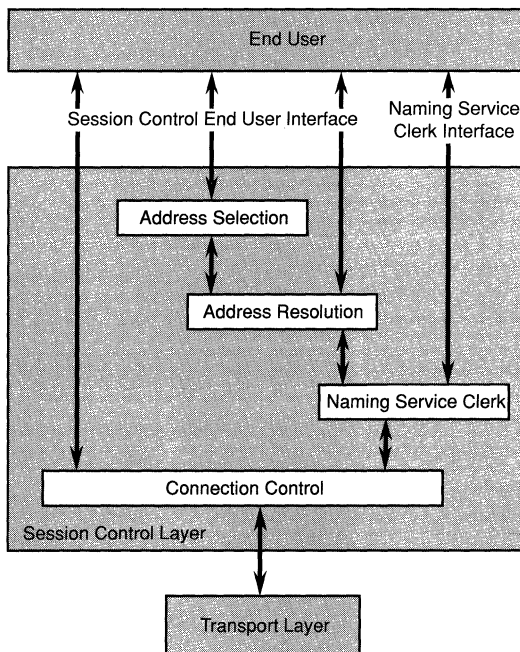 End User
Session Control End User Interface
Naming Service
Clerk Interface
Address Selection
Address Resolution
Naming Service Clerk
Connection Control
Session Control Layer
Transport Layer